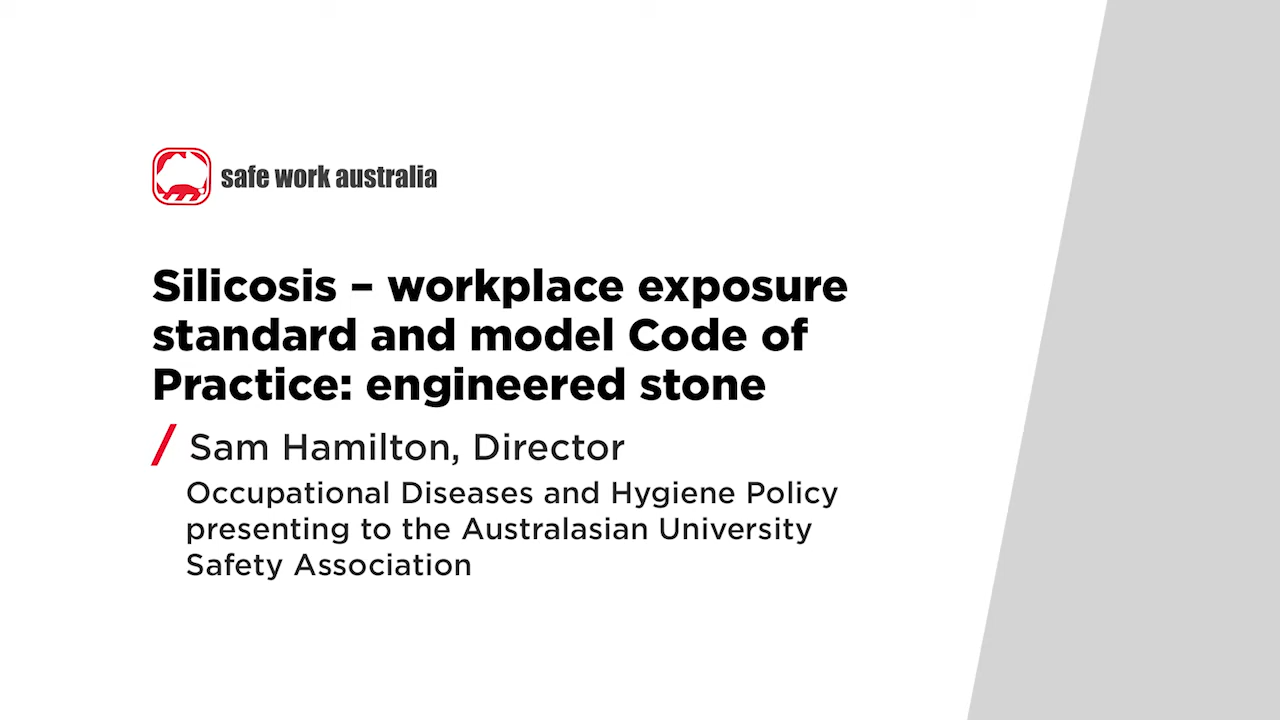 safe work australia
Silicosis – workplace exposure
standard and model Code of
Practice: engineered stone
/ Sam Hamilton, Director
Occupational Diseases and Hygiene Policy
presenting to the Australasian University
Safety Association